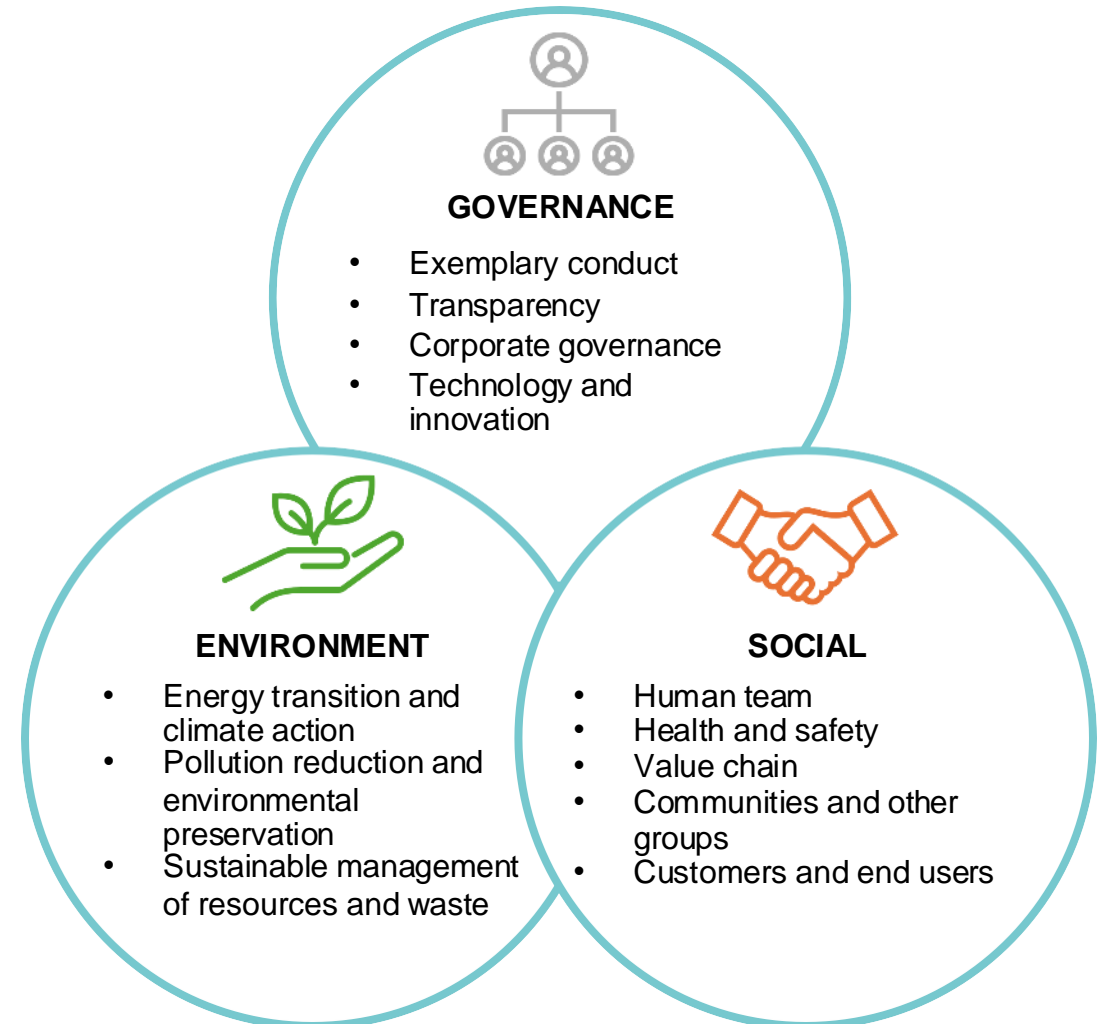 GOVERNANCE
• Exemplary conduct
• Transparency
• Corporate governance
• Technology and
innovation
ENVIRONMENT
• Energy transition and
climate action
• Pollution reduction and
environmental
preservation
• Sustainable management
of resources and waste
SOCIAL
• Human team
• Health and safety
• Value chain
• Communities and other
groups
• Customers and end users